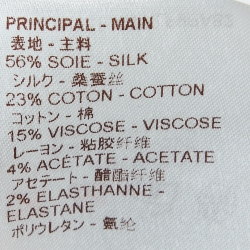 PRINCIPAL - MAIN
表地 - 主料
56% SOIE - SILK
シルク - 桑蚕丝
23% COTON - COTTON
コットン - 棉
15% VISCOSE - VISCOSE
レーヨン - 粘胶纤维
4% ACÉTATE - ACETATE
アセテート - 醋酯纤维
2% ELASTHANNE -
ELASTANE
ポリウレタン - 氨纶